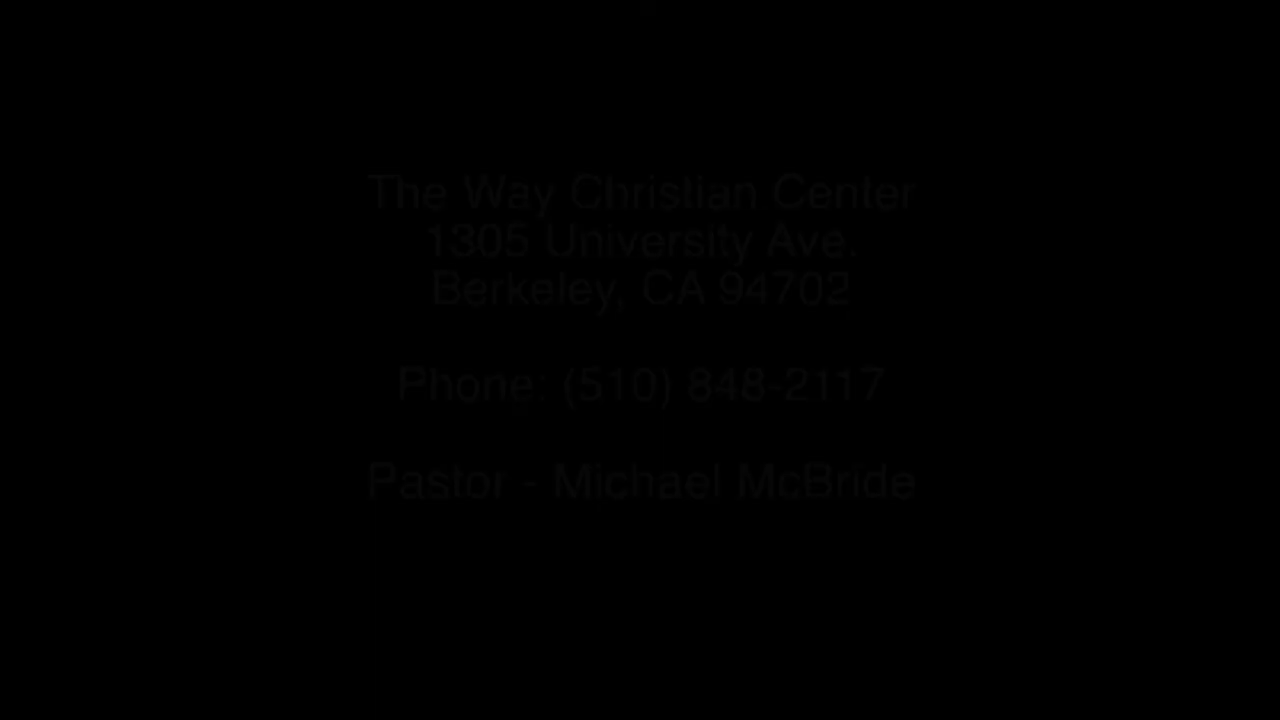 The Way Christian Center
1305 University Ave.
Berkeley, CA 94702
Phone: (510) 848-2117
Pastor - Michael McBride